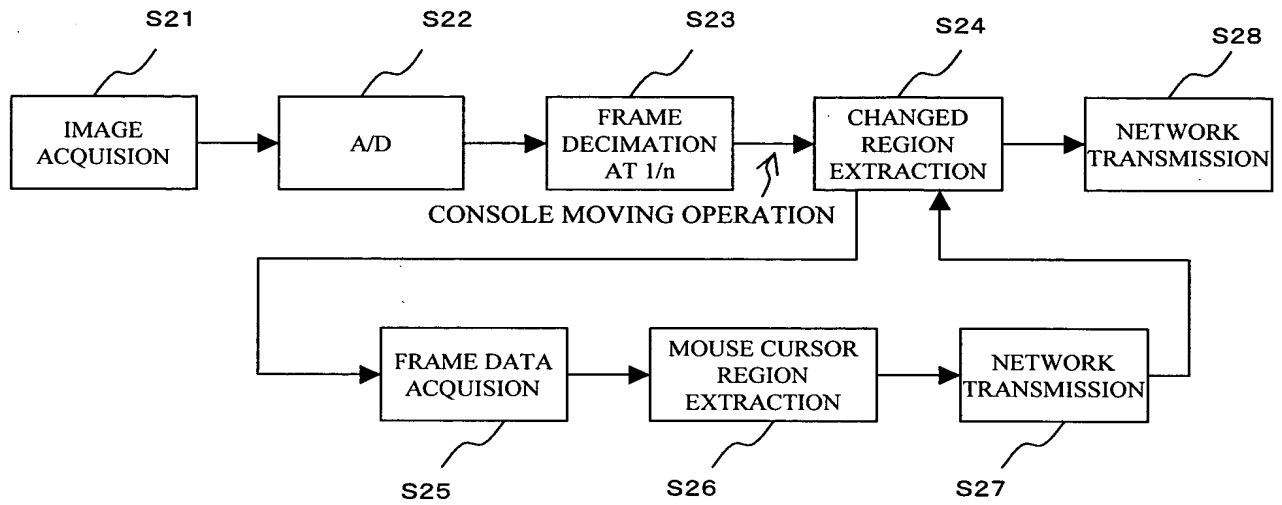 S21
S22
S23
S24
S28
IMAGE
ACQUISION
A/D
FRAME
DECIMATION
AT 1/n
CHANGED
REGION
EXTRACTION
NETWORK
TRANSMISSION
CONSOLE MOVING OPERATION
FRAME DATA
ACQUISION
MOUSE CURSOR
REGION
EXTRACTION
NETWORK
TRANSMISSION
S25
S26
S27